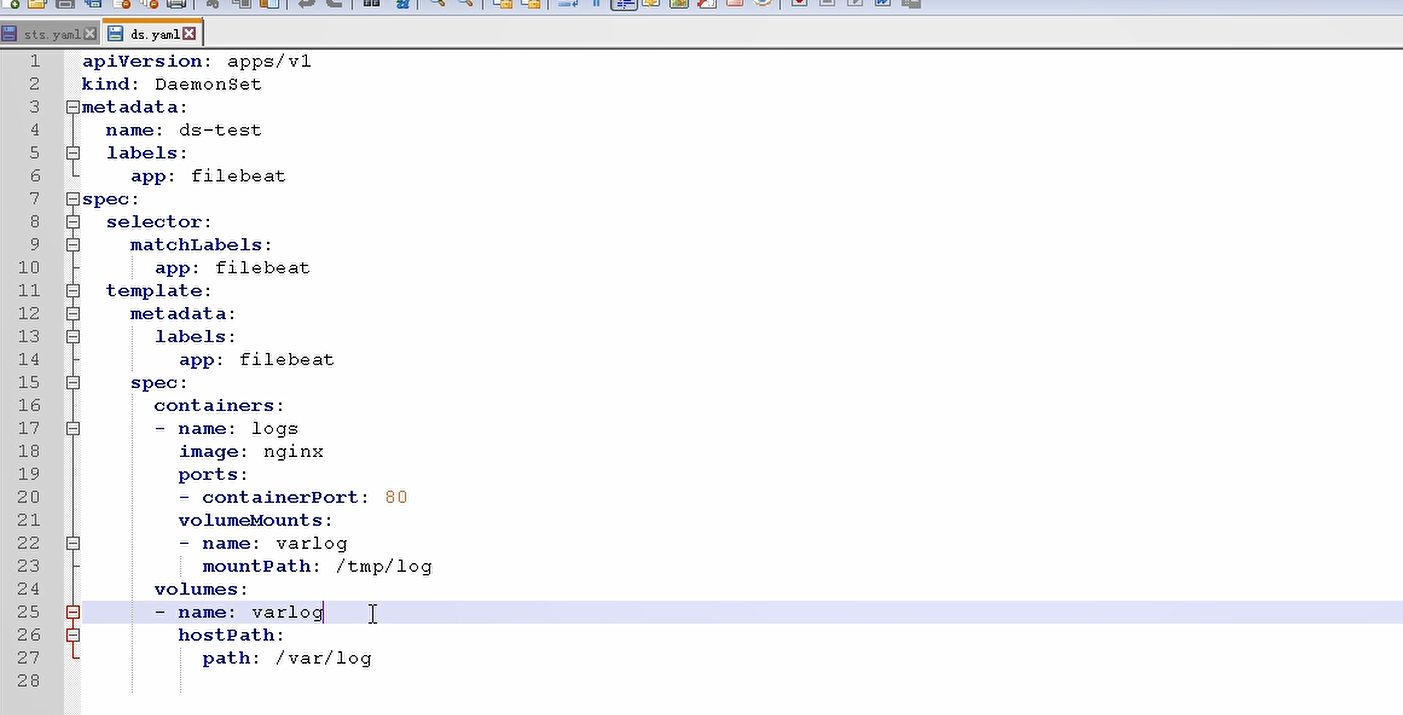 sts.yaml ds.yaml
1 apiVersion: apps/v1
2 kind: DaemonSet
3 metadata:
4   name: ds-test
5   labels:
6     app: filebeat
7 spec:
8   selector:
9     matchLabels:
10       app: filebeat
11   template:
12     metadata:
13       labels:
14         app: filebeat
15     spec:
16       containers:
17       - name: logs
18         image: nginx
19         ports:
20         - containerPort: 80
21         volumeMounts:
22         - name: varlog
23           mountPath: /tmp/log
24       volumes:
25       - name: varlog
26         hostPath:
27           path: /var/log
28